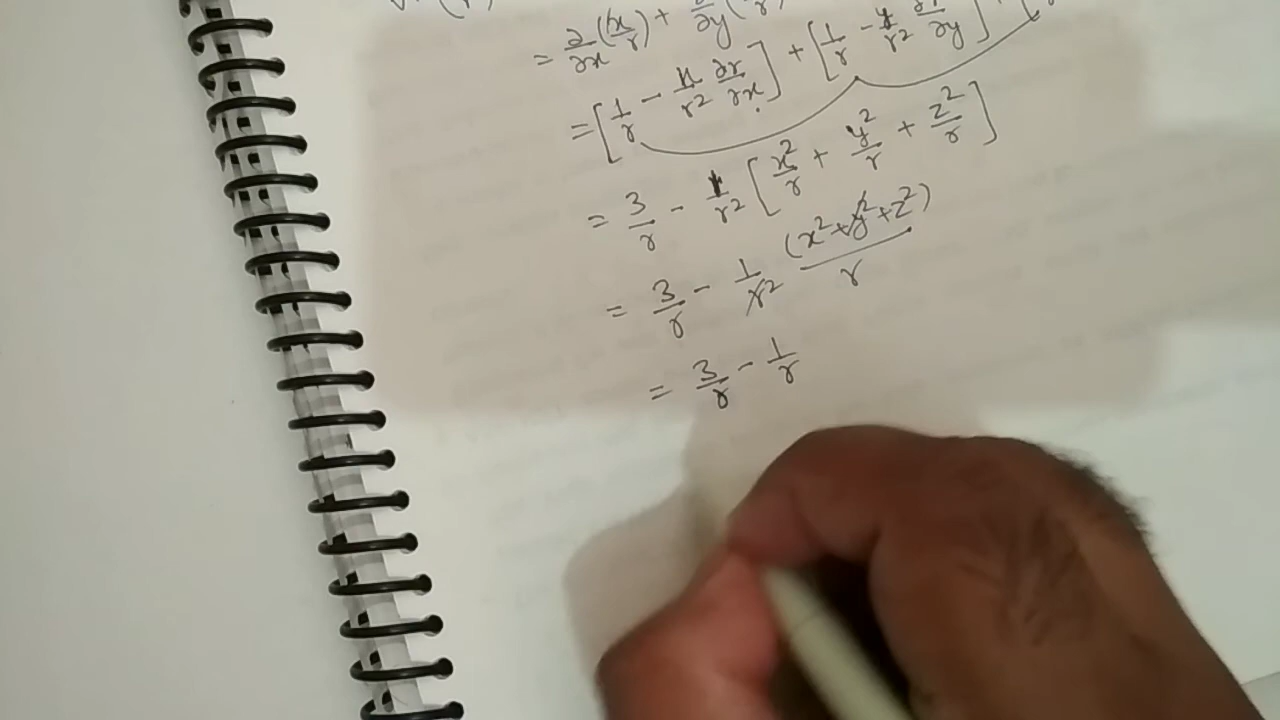 = ∂/∂x (x/r) + ∂/∂y (
= [1/r - x/r² ∂r/∂x] + [1/r - y/r² ∂r/∂y] +
= 3/r - 1/r² [x²/r + y²/r + z²/r]
= 3/r - 1/r² (x²+y²+z²)/r
= 3/r - 1/r